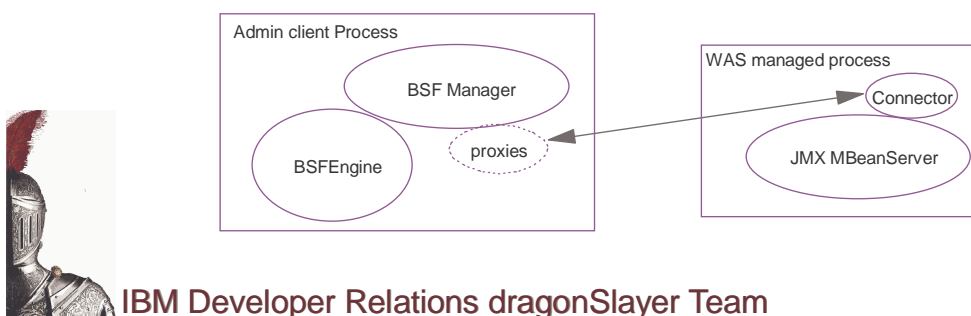 Admin client Process
BSF Manager
BSFEngine
proxies
WAS managed process
Connector
JMX MBeanServer
IBM Developer Relations dragonSlayer Team